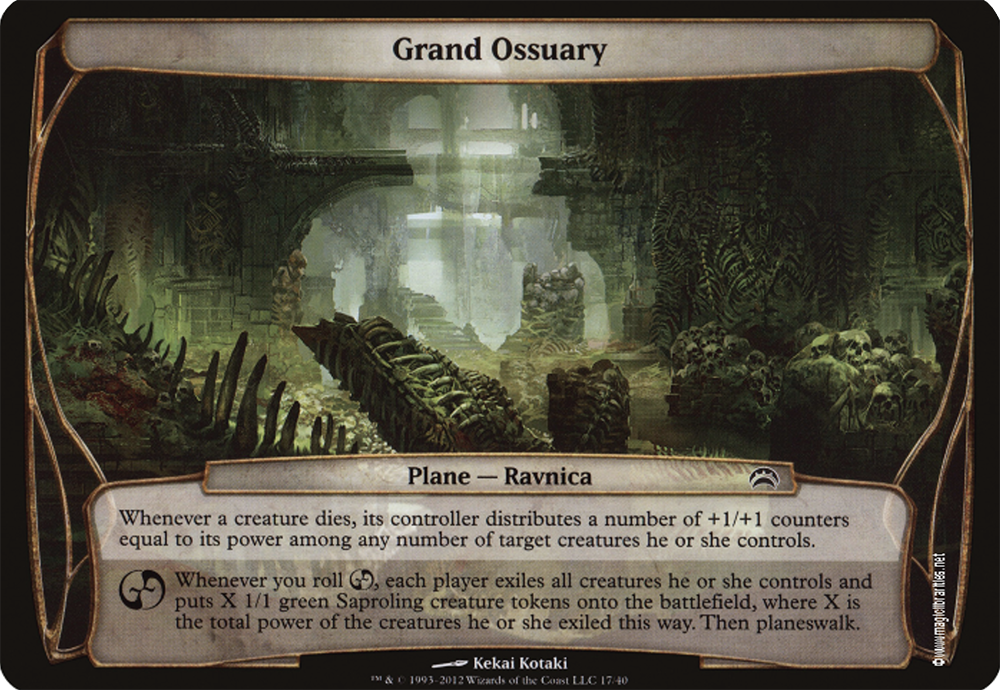 Grand Ossuary
Plane — Ravnica
Whenever a creature dies, its controller distributes a number of +1/+1 counters
equal to its power among any number of target creatures he or she controls.
Whenever you roll , each player exiles all creatures he or she controls and
puts X 1/1 green Saproling creature tokens onto the battlefield, where X is
the total power of the creatures he or she exiled this way. Then planeswalk.
Kekai Kotaki
™ & © 1993-2012 Wizards of the Coast LLC 17/40
© www.magiclibrarities.net